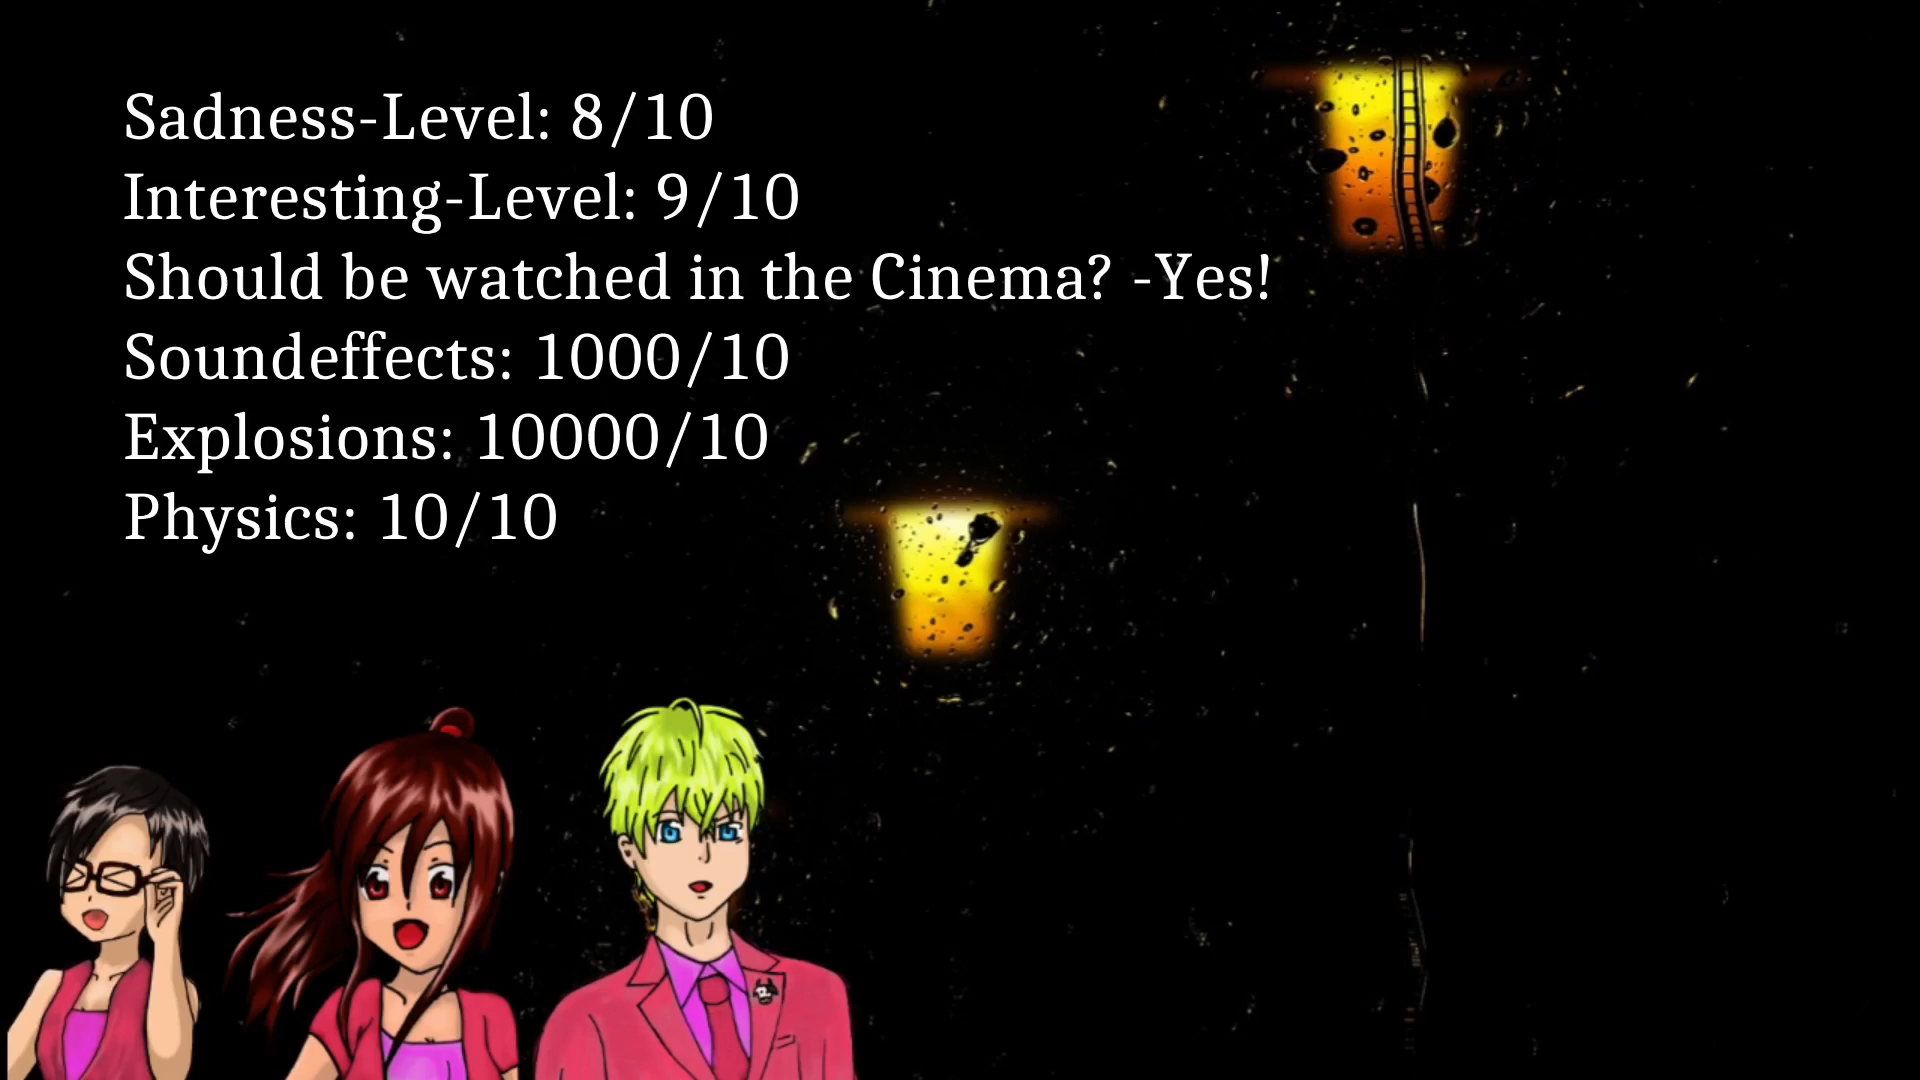 Sadness-Level: 8/10
Interesting-Level: 9/10
Should be watched in the Cinema? -Yes!
Soundeffects: 1000/10
Explosions: 10000/10
Physics: 10/10